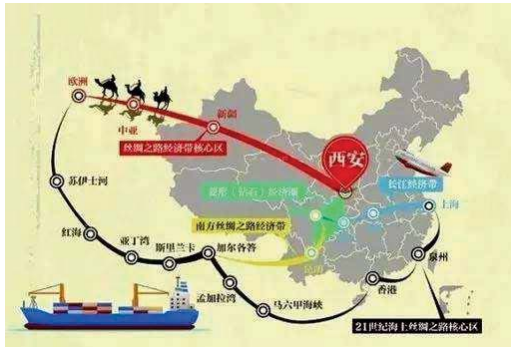 欧洲
中亚
新疆
丝绸之路经济带核心区
西安
长江经济带
上海
苏伊士河
南方丝绸之路经济带
红海
亚丁湾
斯里兰卡
加尔各答
泉州
孟加拉湾
马六甲海峡
香港
21世纪海上丝绸之路核心区